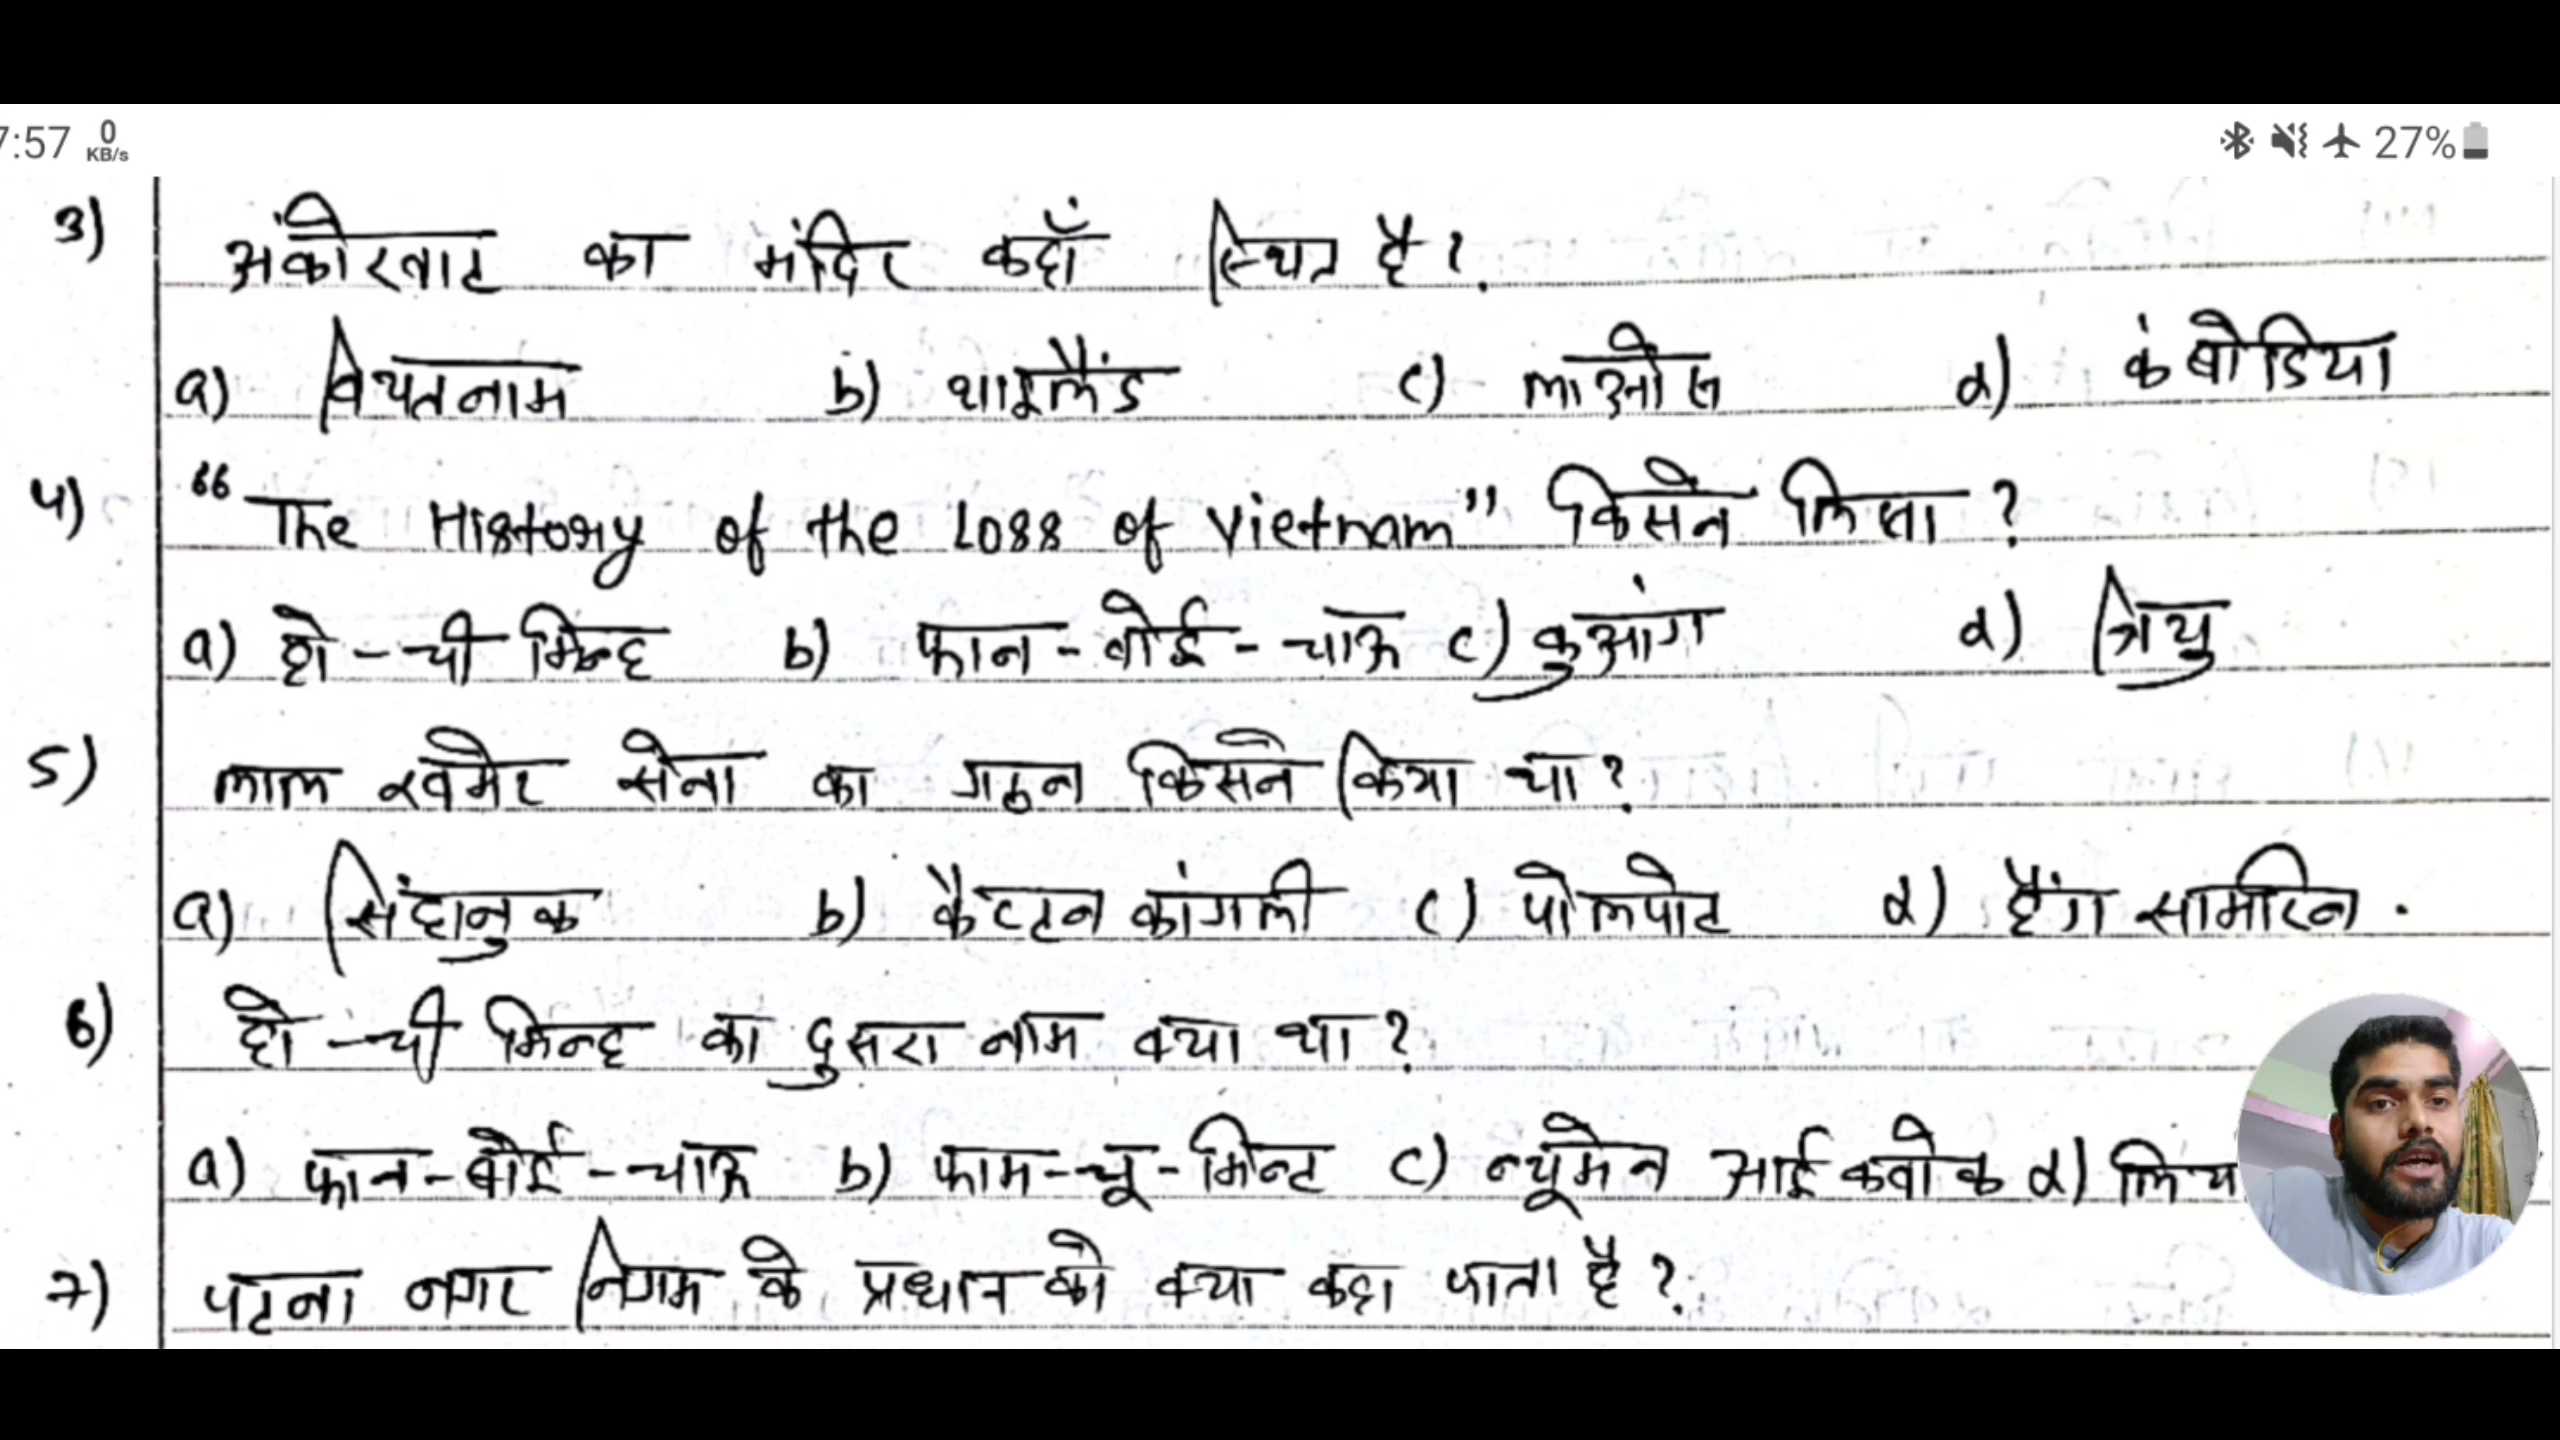 7:57 0 KB/s 27%
3) अंकोरवाट का मंदिर कहाँ स्थित है?
a) वियतनाम b) थाइलैंड c) लाओस d) कंबोडिया
4) “The History of the Loss of Vietnam” किसने लिखा ?
a) हो-ची मिन्ह b) फान-बोई-चाऊ c) कुआंग d) त्रियु
5) लाल ख्मेर सेना का गठन किसने किया था?
a) सिंहानुक b) कैप्टन कांगली c) पोलपोट d) हैंग सामरिन.
6) हो-ची मिन्ह का दुसरा नाम क्या था?
a) फान-बोई-चाऊ b) फाम-चू-मिन्ट c) न्यूमेन आई क्वोक d) लिय
7) पटना नगर निगम के प्रधान को क्या कहा जाता है?